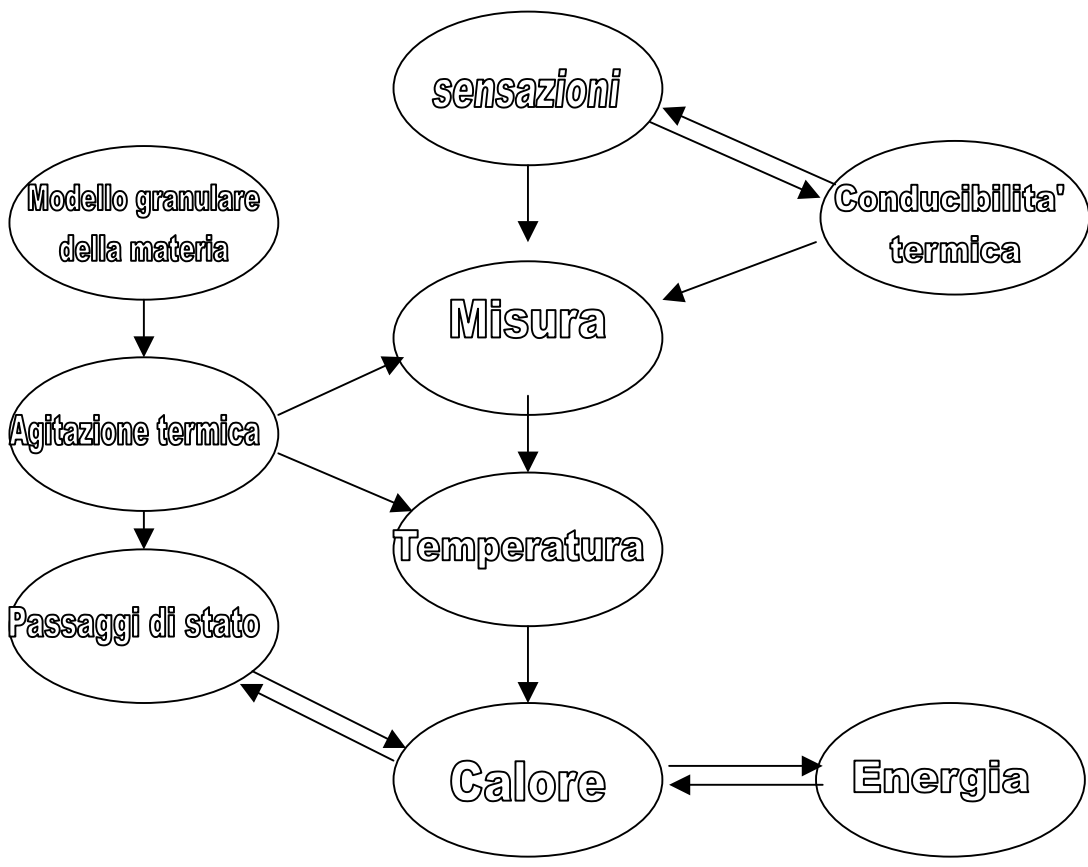 sensazioni
Modello granulare
della materia
Conducibilita'
termica
Misura
Agitazione termica
Temperatura
Passaggi di stato
Calore
Energia